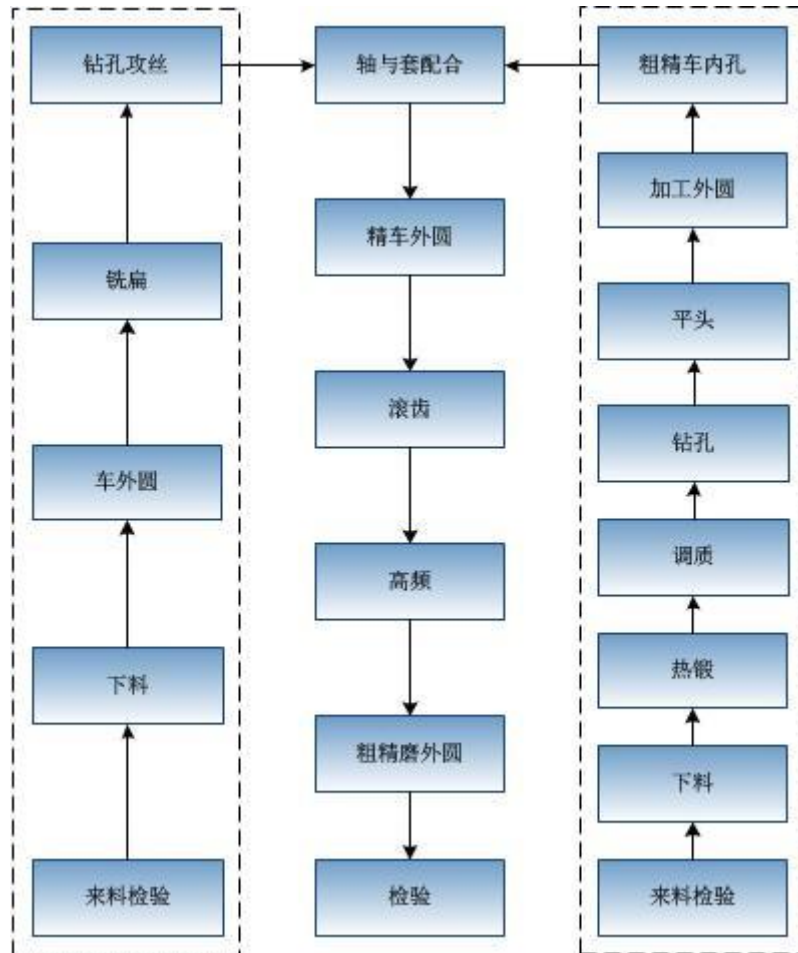 钻孔攻丝
铣扁
车外圆
下料
来料检验
轴与套配合
精车外圆
滚齿
高频
粗精磨外圆
检验
粗精车内孔
加工外圆
平头
钻孔
调质
热锻
下料
来料检验